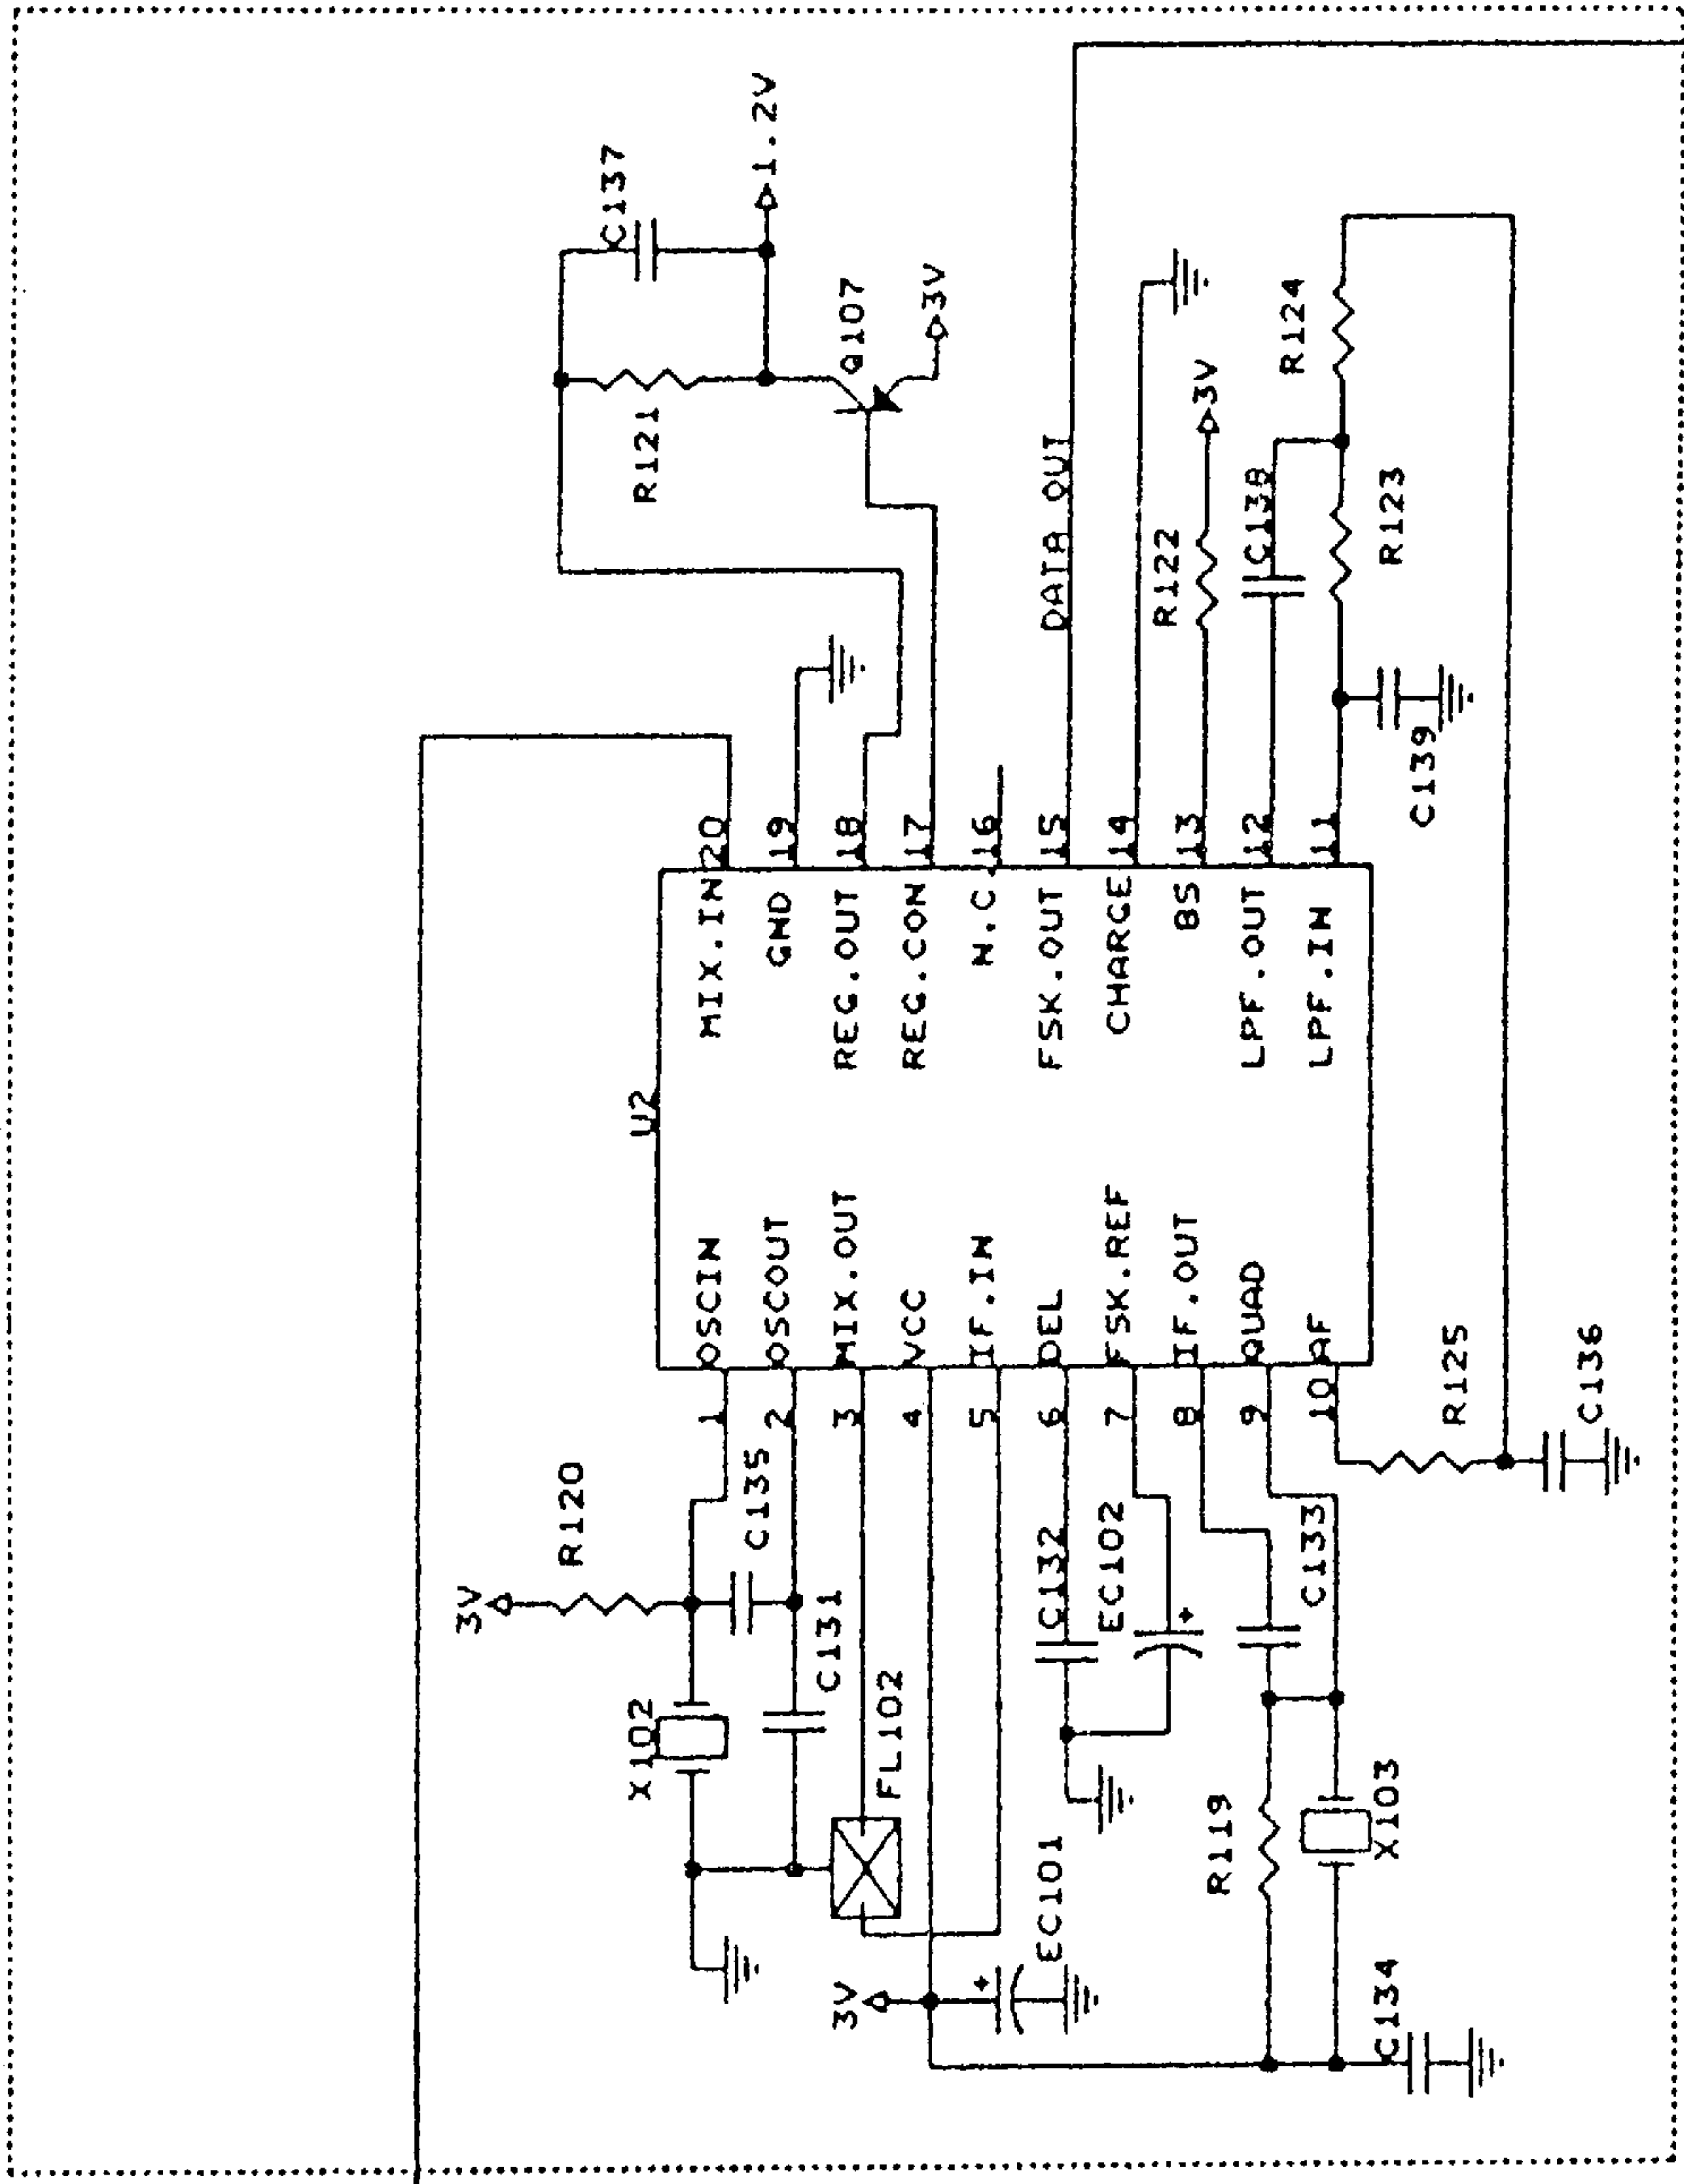 3V
R120
X102
C135
C131
FL102
3V
EC101
C132
EC102
C133
R119
X103
C134
R125
C136
U2
1 OSCIN
2 OSCOUT
3 MIX.OUT
4 VCC
5 IF.IN
6 DEL
7 FSK.REF
8 IF.OUT
9 QUAD
10 AF
MIX.IN 20
GND 19
REG.OUT 18
REG.CON 17
N.C. 16
FSK.OUT 15
CHARGE 14
BS 13
LPF.OUT 12
LPF.IN 11
C137
R121
1.2V
Q107
3V
DATA OUT
R122
3V
C138
R124
R123
C139